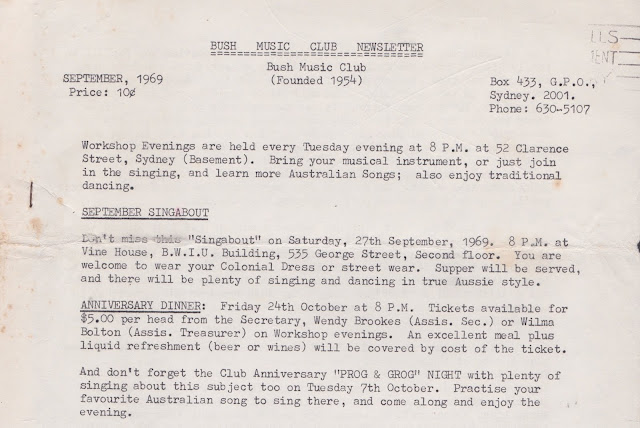 BUSH MUSIC CLUB NEWSLETTER
Bush Music Club
(Founded 1954)
SEPTEMBER, 1969
Price: 10¢
Box 433, G.P.O.,
Sydney. 2001.
Phone: 630-5107
Workshop Evenings are held every Tuesday evening at 8 P.M. at 52 Clarence
Street, Sydney (Basement). Bring your musical instrument, or just join
in the singing, and learn more Australian Songs; also enjoy traditional
dancing.
SEPTEMBER SINGABOUT
Don't miss this "Singabout" on Saturday, 27th September, 1969. 8 P.M. at
Vine House, B.W.I.U. Building, 535 George Street, Second floor. You are
welcome to wear your Colonial Dress or street wear. Supper will be served,
and there will be plenty of singing and dancing in true Aussie style.
ANNIVERSARY DINNER: Friday 24th October at 8 P.M. Tickets available for
$5.00 per head from the Secretary, Wendy Brookes (Assis. Sec.) or Wilma
Bolton (Assis. Treasurer) on Workshop evenings. An excellent meal plus
liquid refreshment (beer or wines) will be covered by cost of the ticket.
And don't forget the Club Anniversary "PROG & GROG" NIGHT with plenty of
singing about this subject too on Tuesday 7th October. Practise your
favourite Australian song to sing there, and come along and enjoy the
evening.